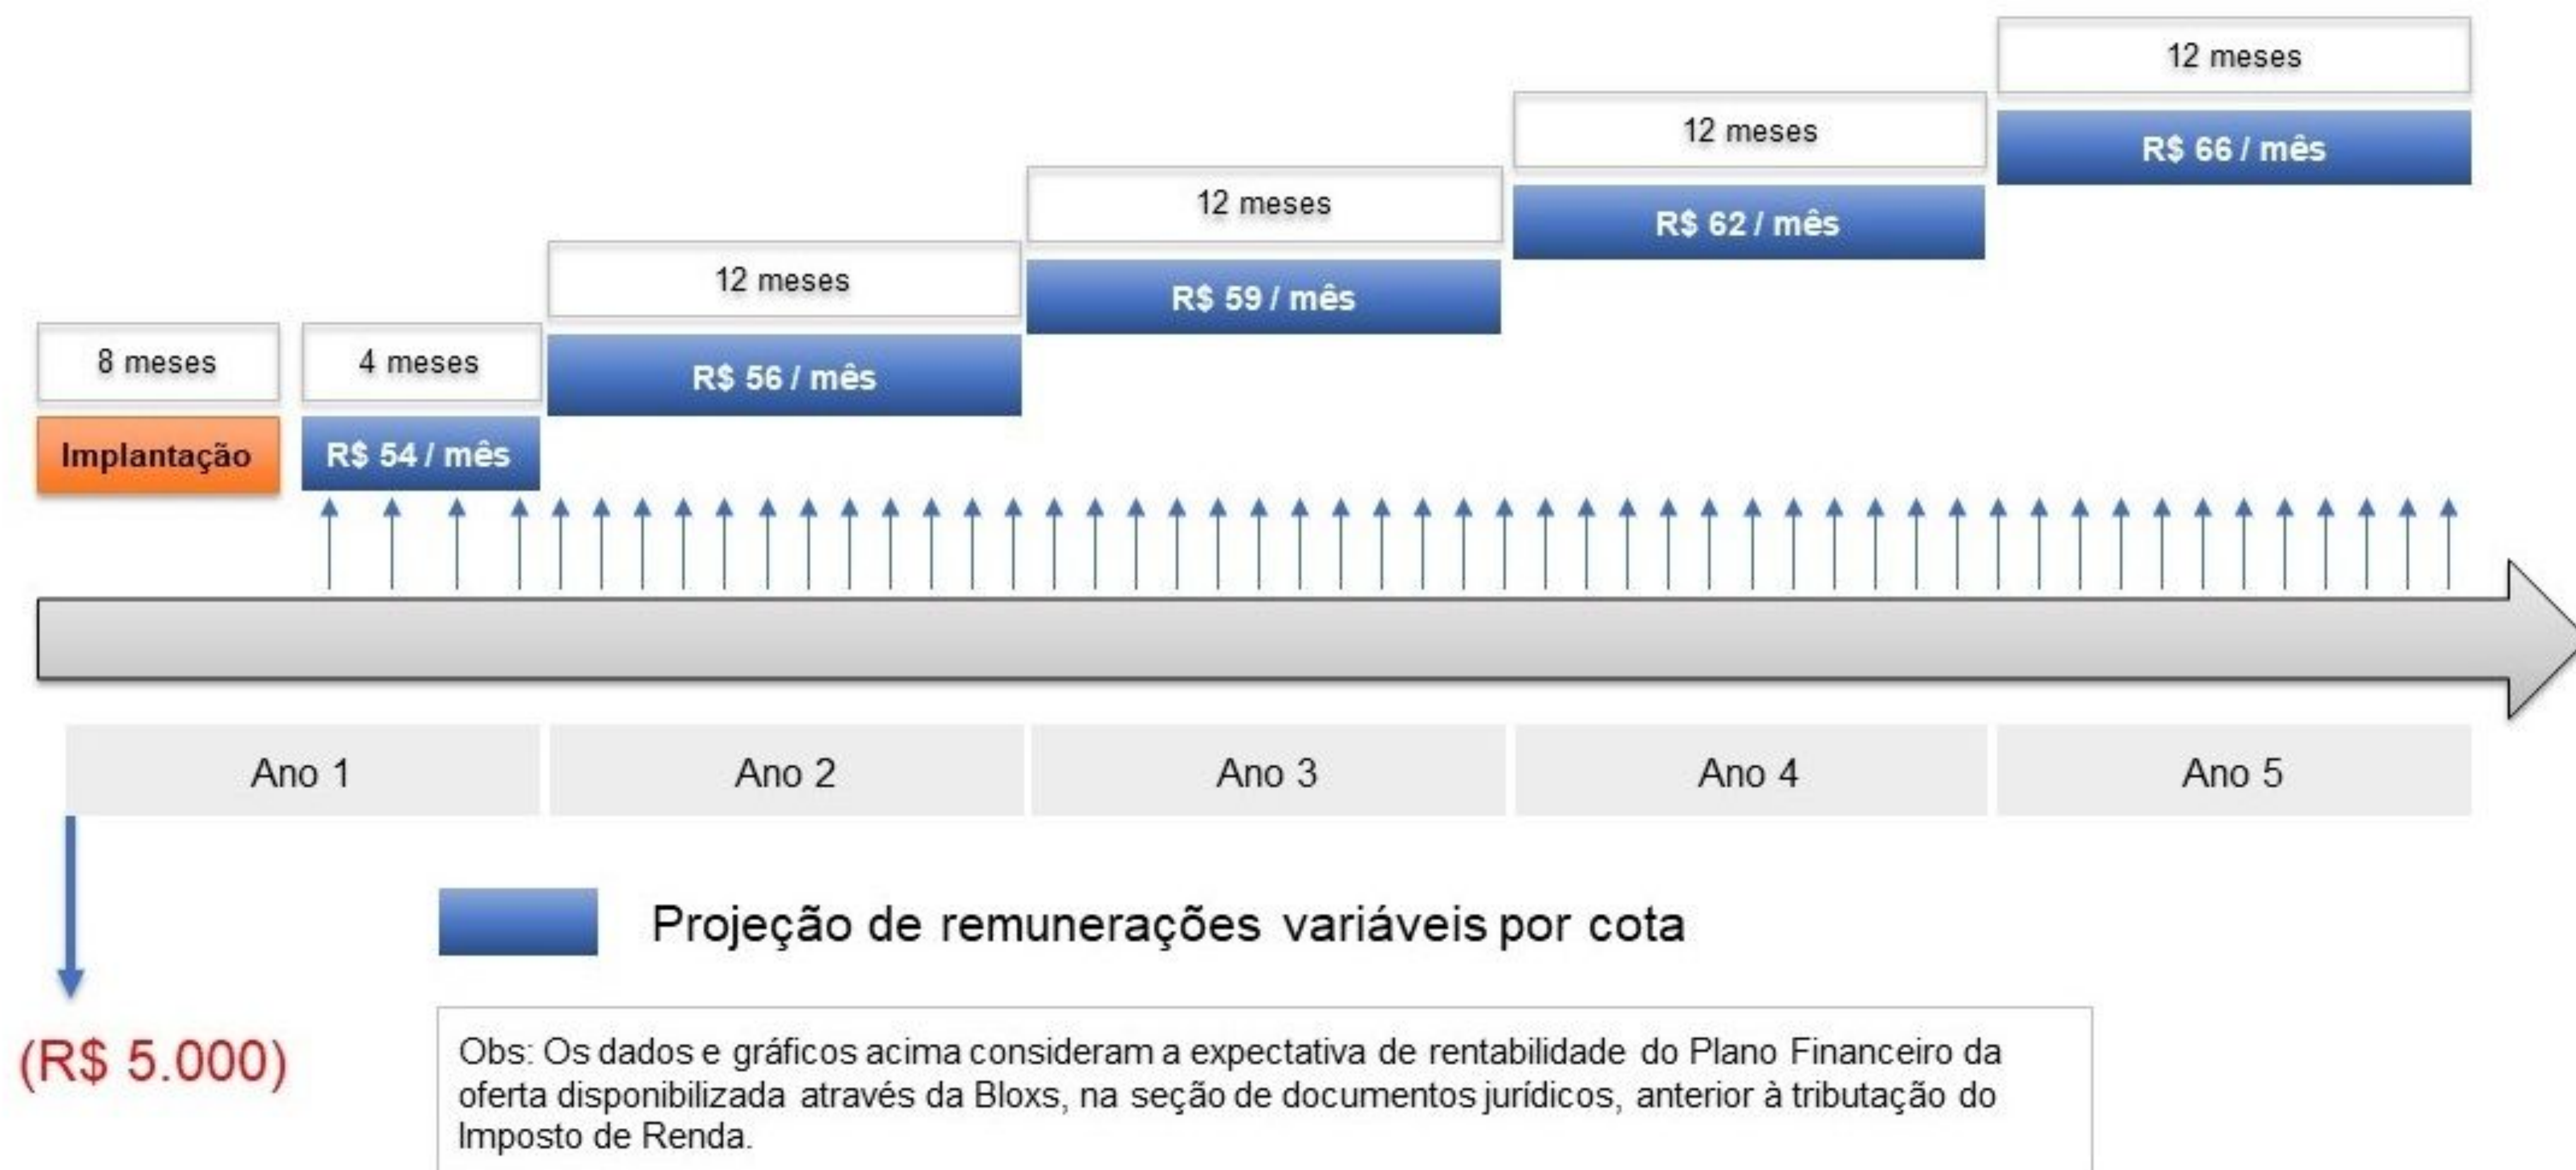 12 meses
R$ 66 / mês
12 meses
R$ 62 / mês
12 meses
R$ 59 / mês
12 meses
R$ 56 / mês
8 meses
4 meses
Implantação
R$ 54 / mês
Ano 1
Ano 2
Ano 3
Ano 4
Ano 5
Projeção de remunerações variáveis por cota
(R$ 5.000)
Obs: Os dados e gráficos acima consideram a expectativa de rentabilidade do Plano Financeiro da
oferta disponibilizada através da Bloxs, na seção de documentos jurídicos, anterior à tributação do
Imposto de Renda.